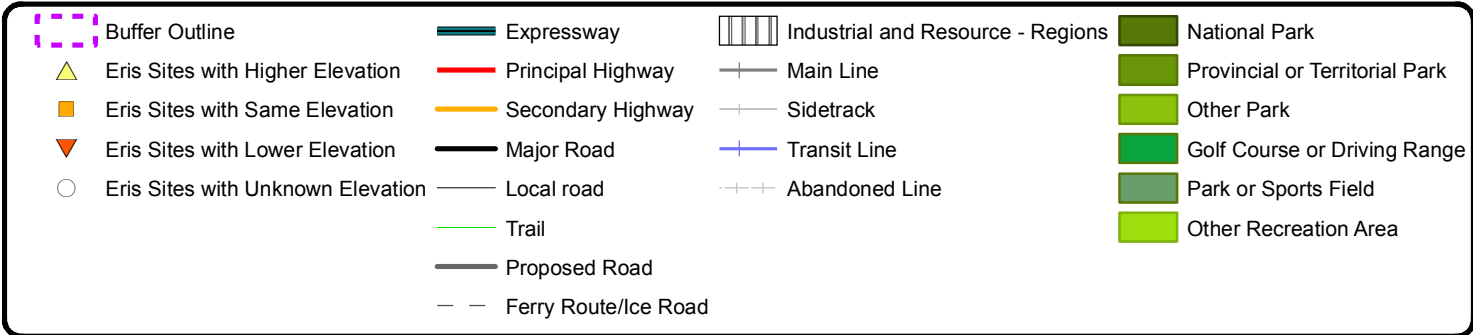 Buffer Outline
Eris Sites with Higher Elevation
Eris Sites with Same Elevation
Eris Sites with Lower Elevation
Eris Sites with Unknown Elevation
Expressway
Principal Highway
Secondary Highway
Major Road
Local road
Trail
Proposed Road
Ferry Route/Ice Road
Industrial and Resource - Regions
Main Line
Sidetrack
Transit Line
Abandoned Line
National Park
Provincial or Territorial Park
Other Park
Golf Course or Driving Range
Park or Sports Field
Other Recreation Area